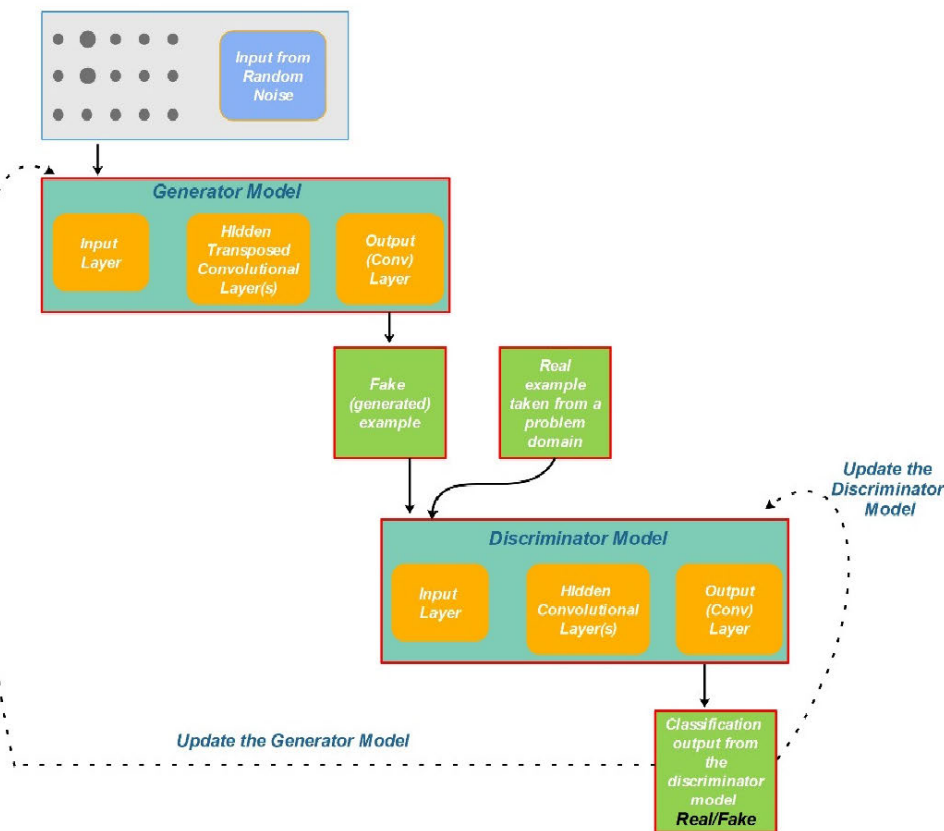 Input from
Random
Noise
Generator Model
Input
Layer
HIdden
Transposed
Convolutional
Layer(s)
Output
(Conv)
Layer
Fake
(generated)
example
Real
example
taken from a
problem
domain
Update the
Discriminator
Model
Discriminator Model
Input
Layer
HIdden
Convolutional
Layer(s)
Output
(Conv)
Layer
Update the Generator Model
Classification
output from
the
discriminator
model
Real/Fake